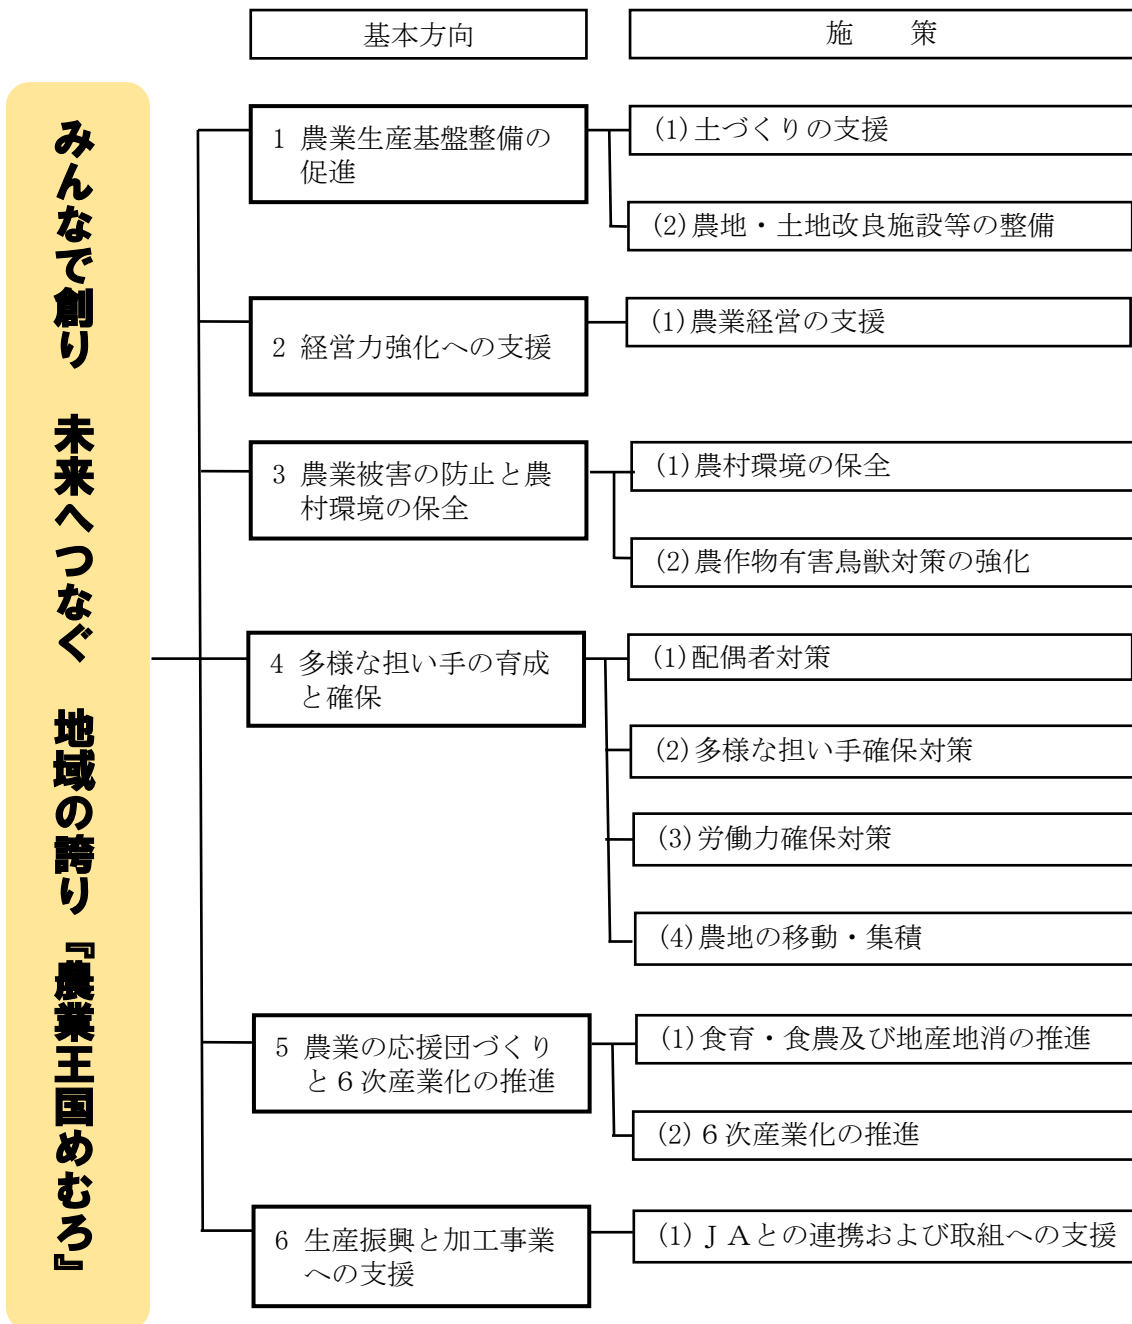 基本方向
施　　策
みんなで創り　未来へつなぐ　地域の誇り『農業王国めむろ』
1 農業生産基盤整備の
促進
(1)土づくりの支援
(2)農地・土地改良施設等の整備
2 経営力強化への支援
(1)農業経営の支援
3 農業被害の防止と農
村環境の保全
(1)農村環境の保全
(2)農作物有害鳥獣対策の強化
4 多様な担い手の育成
と確保
(1)配偶者対策
(2)多様な担い手確保対策
(3)労働力確保対策
(4)農地の移動・集積
5 農業の応援団づくり
と６次産業化の推進
(1)食育・食農及び地産地消の推進
(2)６次産業化の推進
6 生産振興と加工事業
への支援
(1)ＪＡとの連携および取組への支援